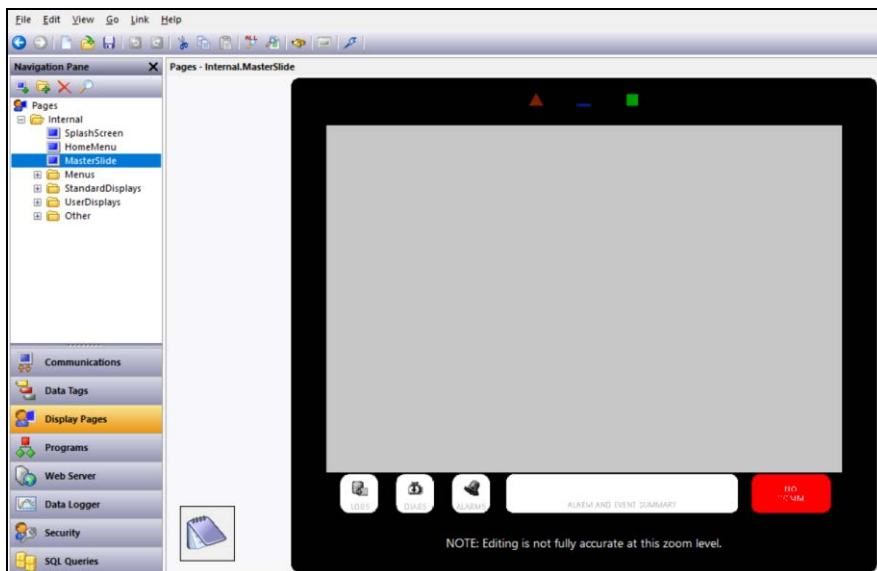 File Edit View Go Link Help
Navigation Pane X
Pages - Internal.MasterSlide
Pages
Internal
SplashScreen
HomeMenu
MasterSlide
Menus
StandardDisplays
UserDisplays
Other
Communications
Data Tags
Display Pages
Programs
Web Server
Data Logger
Security
SQL Queries
LOGS DIAGS ALARMS ALARM AND EVENT SUMMARY
NO
COMM
NOTE: Editing is not fully accurate at this zoom level.